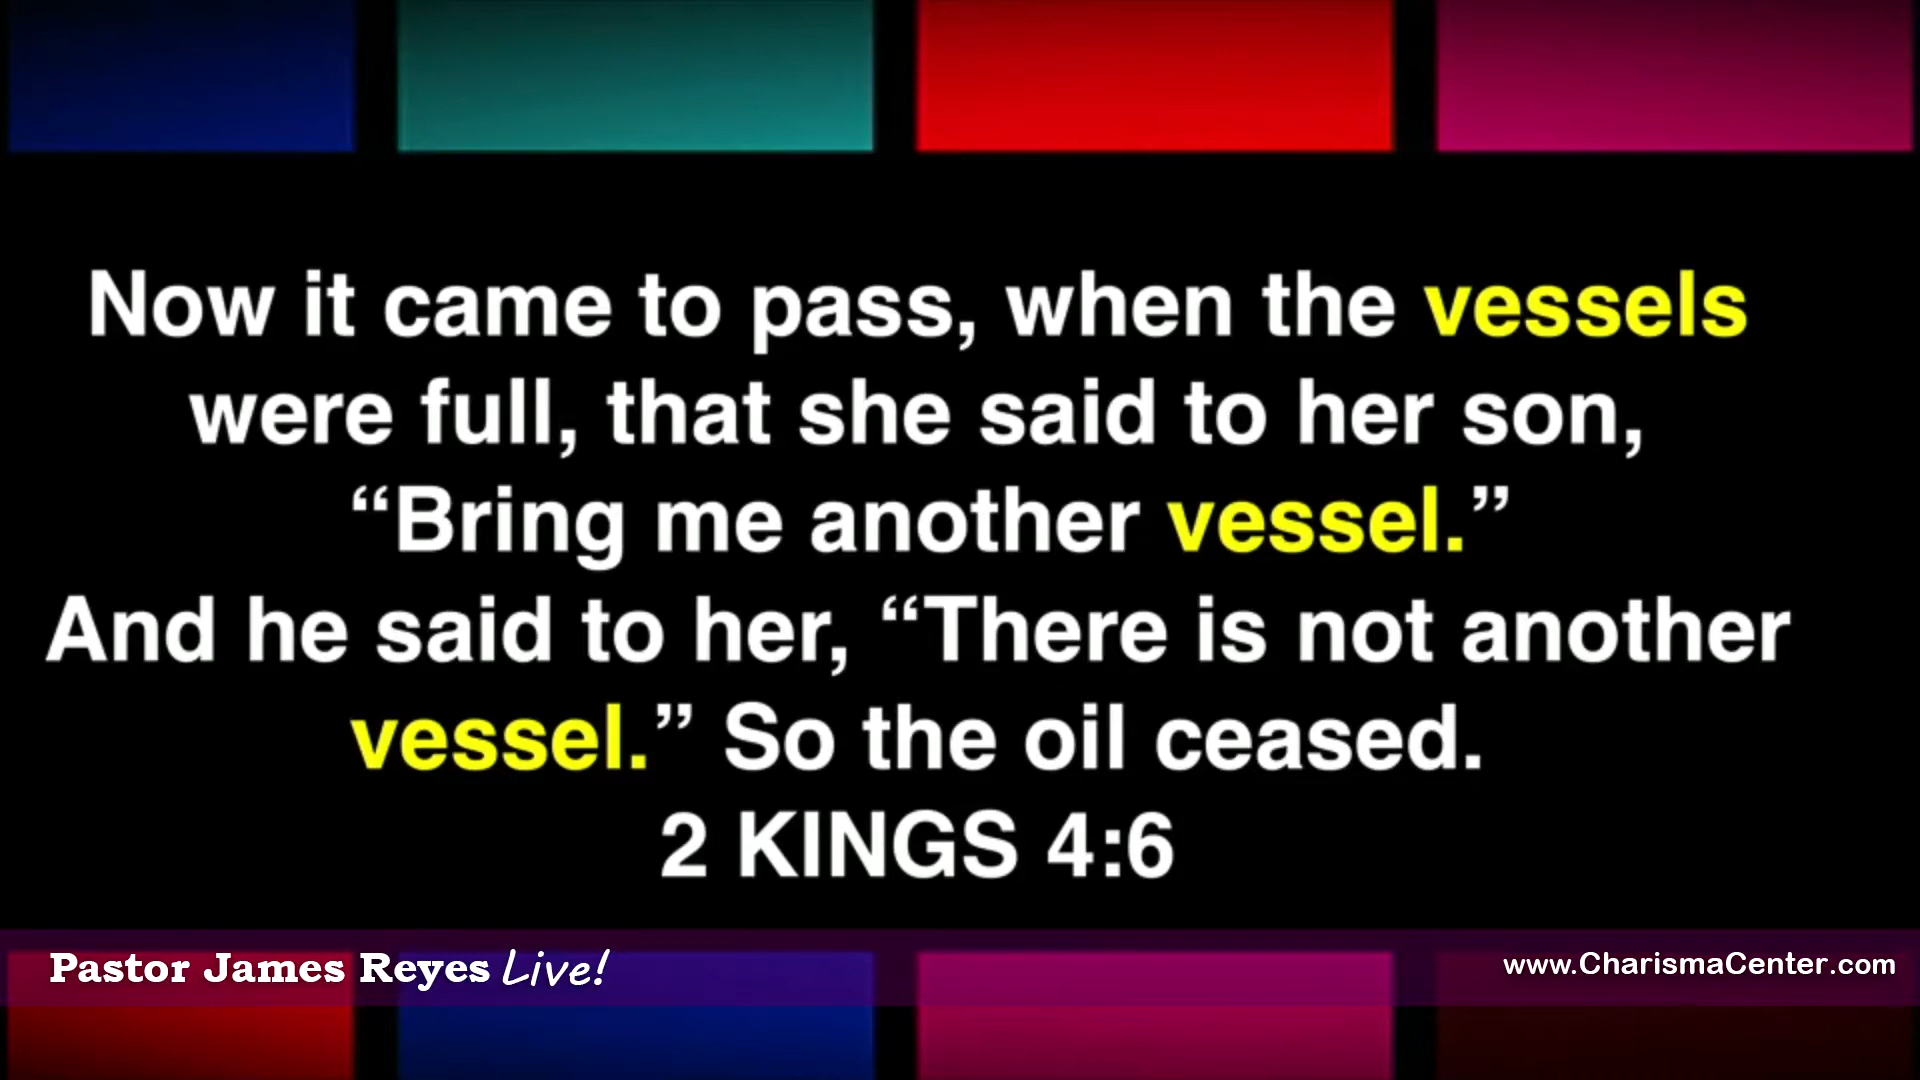 Now it came to pass, when the vessels
were full, that she said to her son,
“Bring me another vessel.”
And he said to her, “There is not another
vessel.” So the oil ceased.
2 KINGS 4:6
Pastor James Reyes Live!
www.CharismaCenter.com